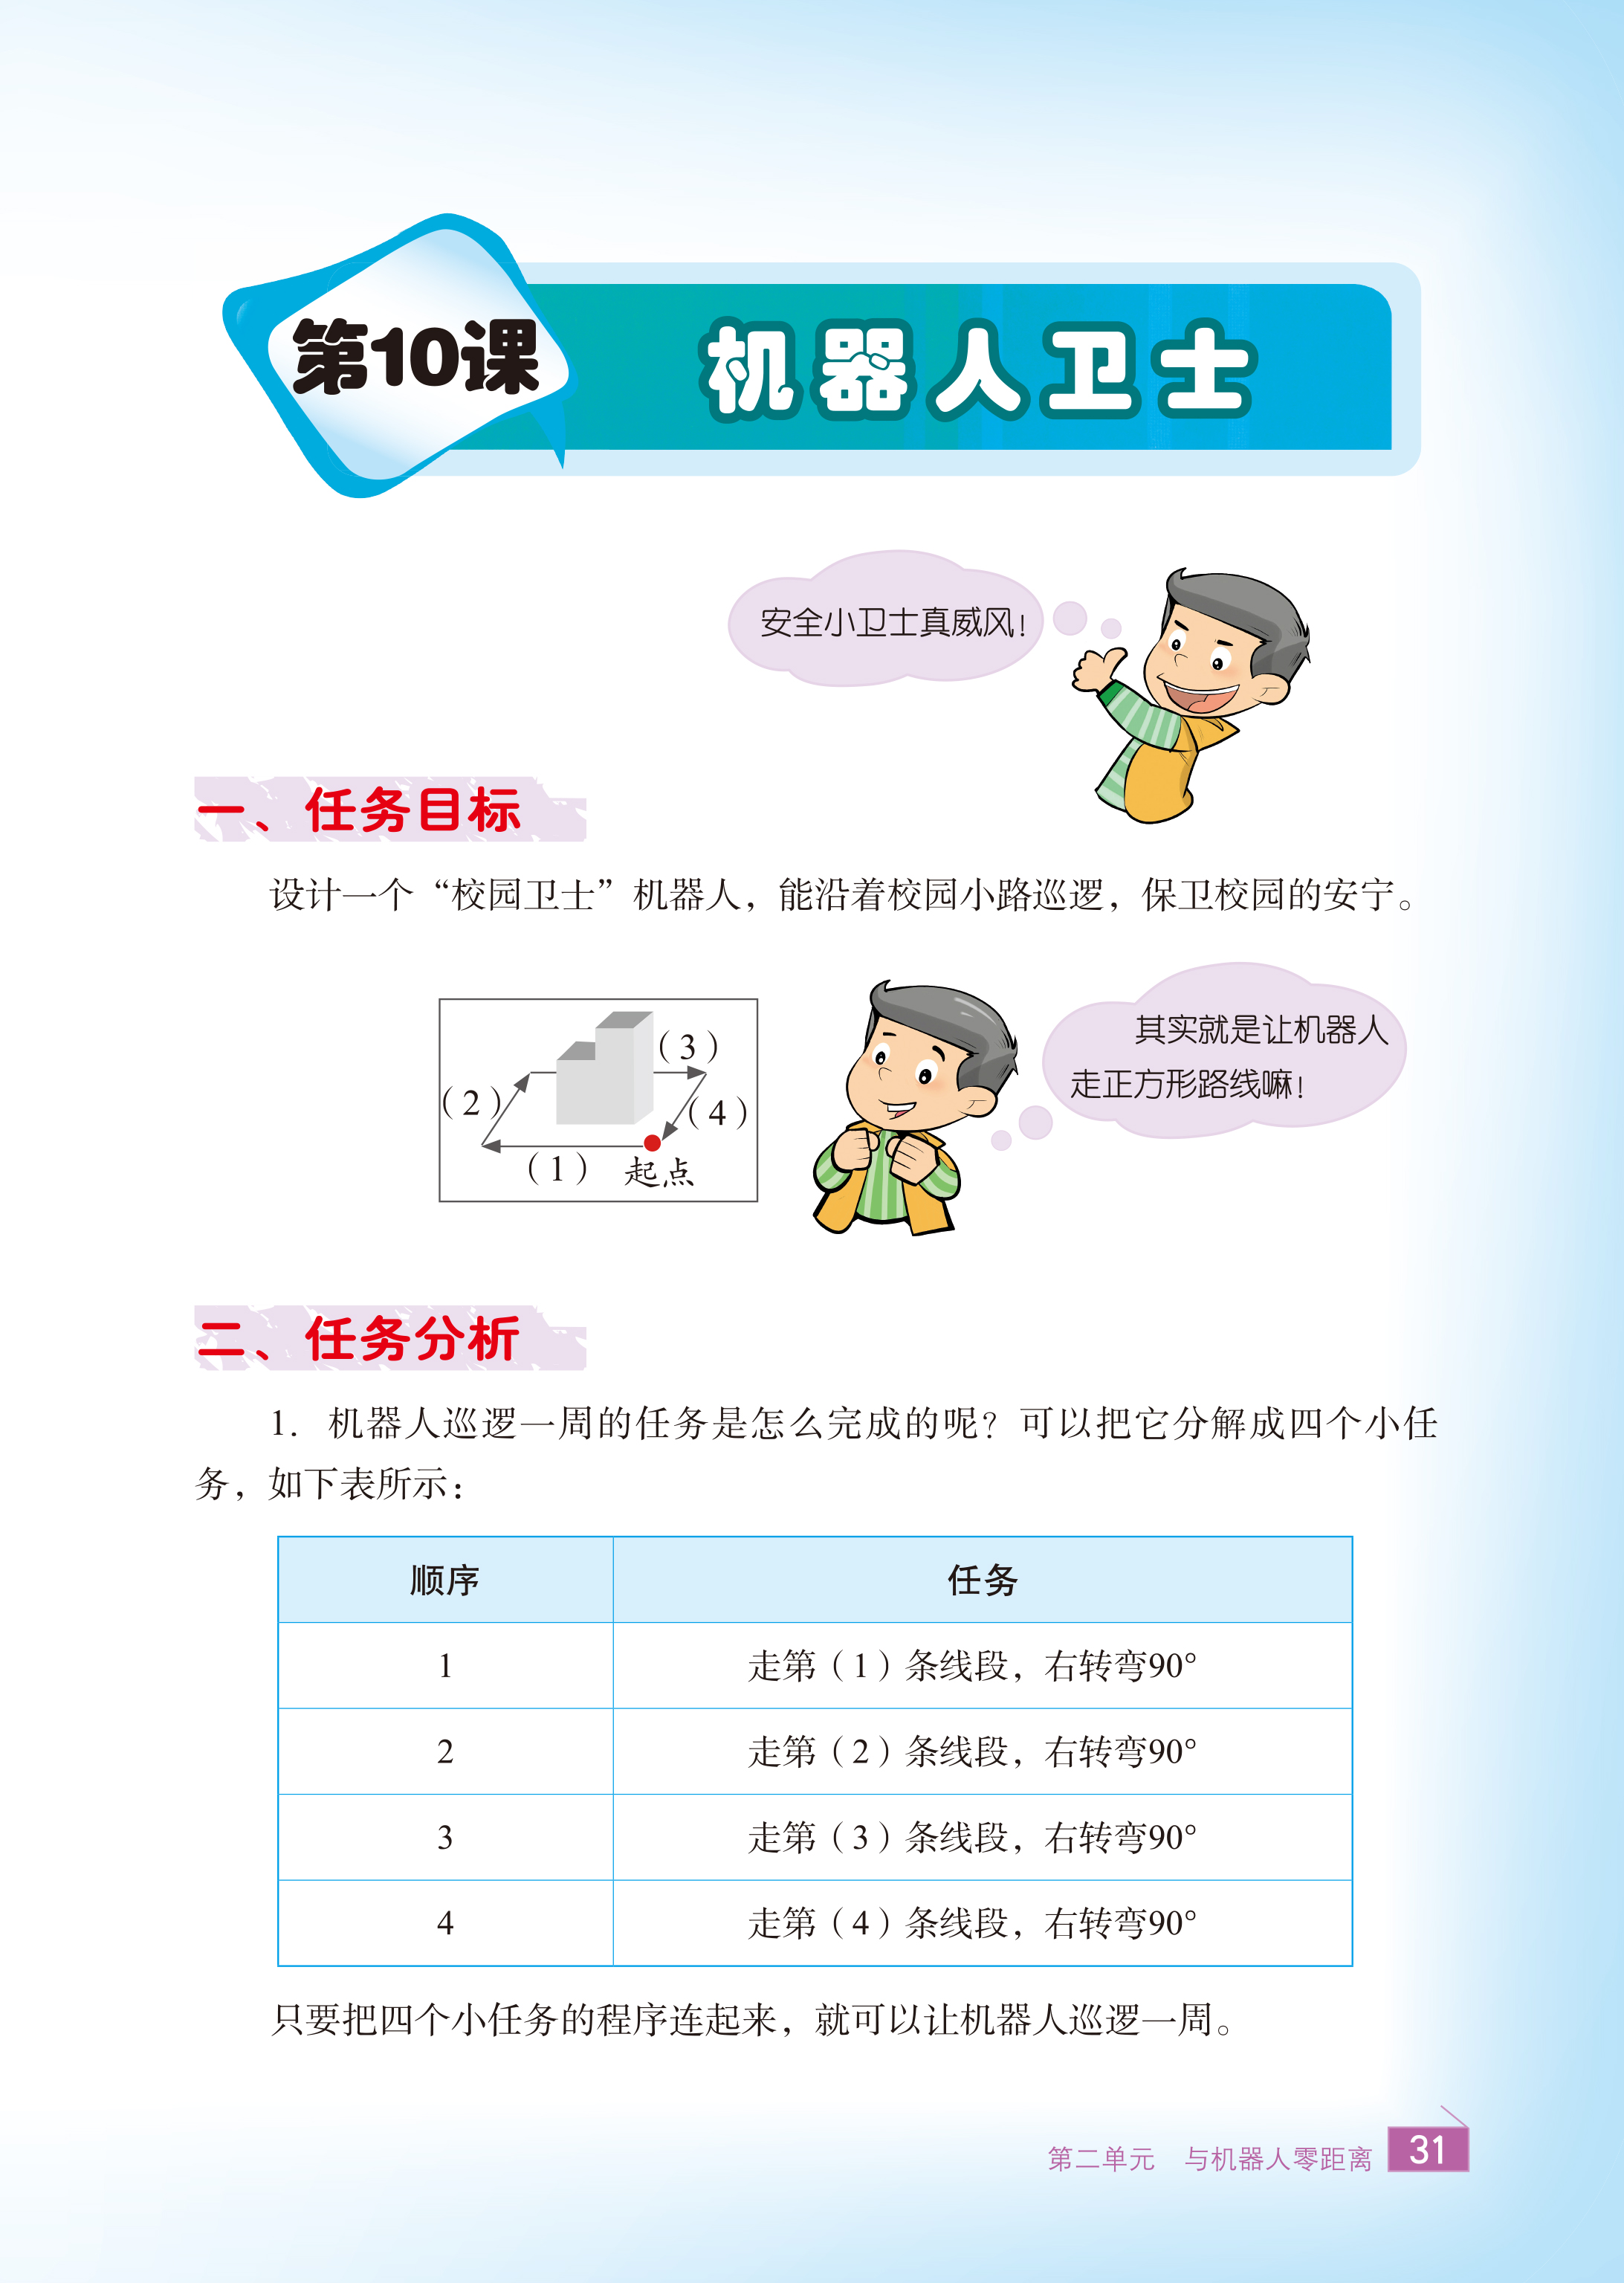 第10课
机器人卫士
安全小卫士真威风！
一、任务目标
设计一个“校园卫士”机器人，能沿着校园小路巡逻，保卫校园的安宁。
（3）
（2）
（4）
（1） 起点
其实就是让机器人
走正方形路线嘛！
二、任务分析
1. 机器人巡逻一周的任务是怎么完成的呢？可以把它分解成四个小任
务，如下表所示：
顺序 任务
1 走第（1）条线段，右转弯90°
2 走第（2）条线段，右转弯90°
3 走第（3）条线段，右转弯90°
4 走第（4）条线段，右转弯90°
只要把四个小任务的程序连起来，就可以让机器人巡逻一周。
第二单元 与机器人零距离 31